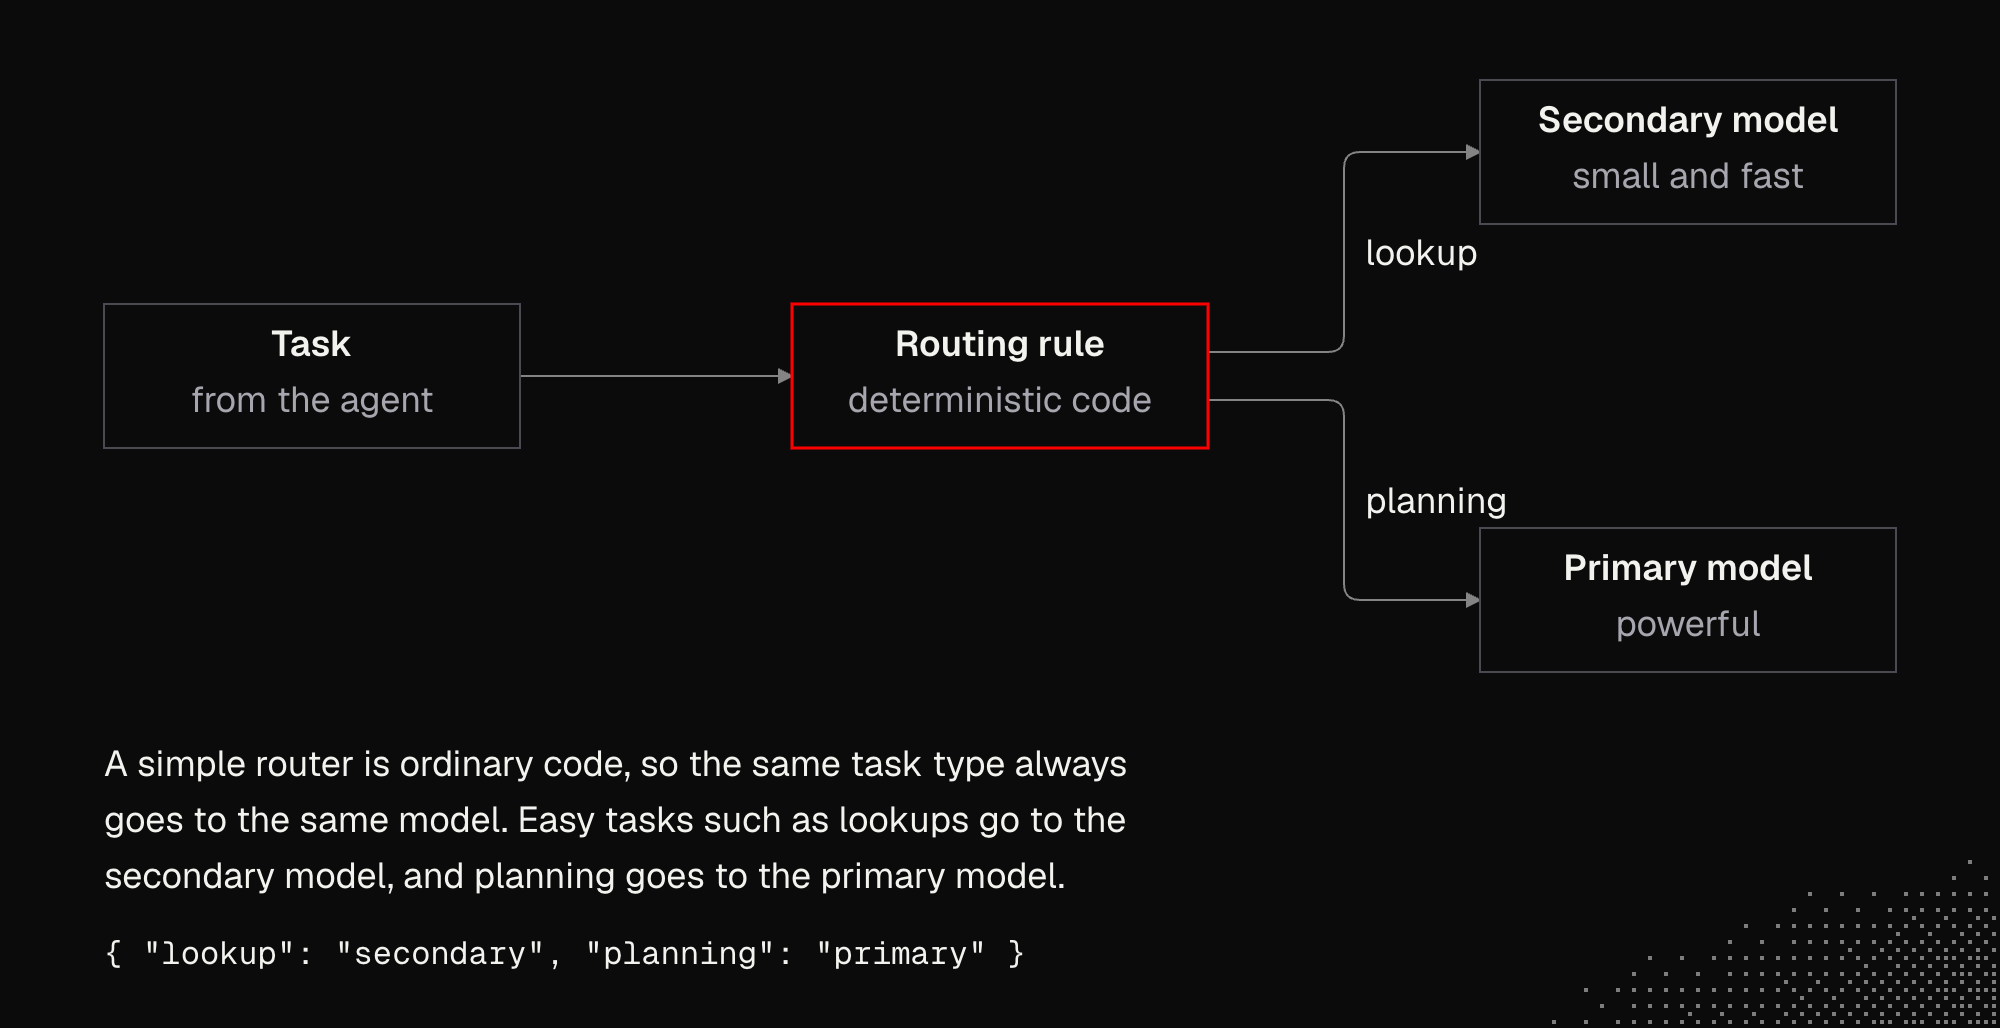 Secondary model
small and fast
lookup
Task
from the agent
Routing rule
deterministic code
planning
Primary model
powerful
A simple router is ordinary code, so the same task type always
goes to the same model. Easy tasks such as lookups go to the
secondary model, and planning goes to the primary model.
{ "lookup": "secondary", "planning": "primary" }